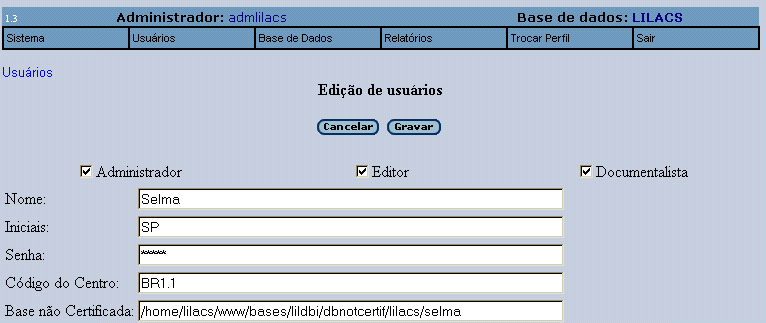 1.3 Administrador: admlilacs Base de dados: LILACS
Sistema Usuários Base de Dados Relatórios Trocar Perfil Sair
Usuários
Edição de usuários
Cancelar Gravar
Administrador Editor Documentalista
Nome: Selma
Iniciais: SP
Senha: *****
Código do Centro: BR1.1
Base não Certificada: /home/lilacs/www/bases/lildbi/dbnotcertif/lilacs/selma